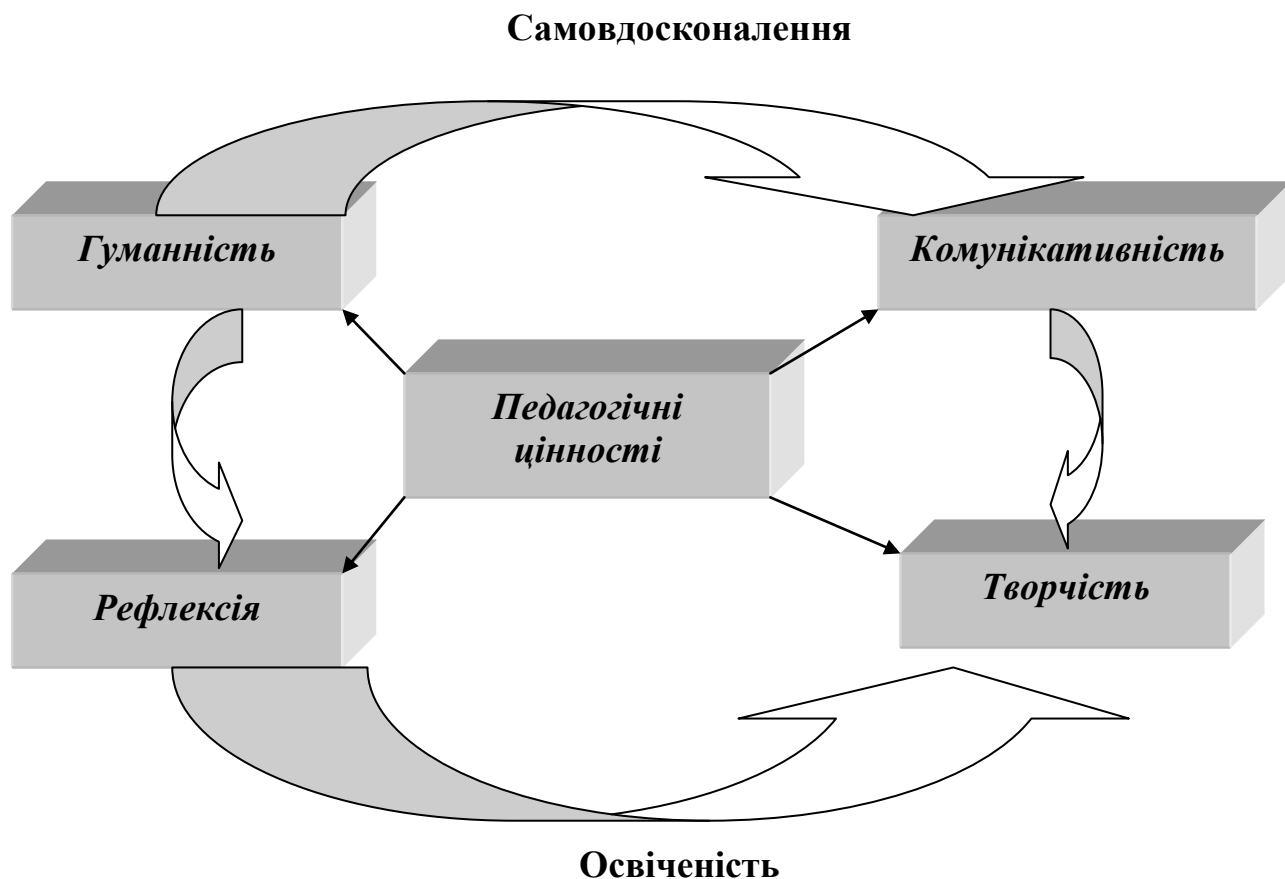 Самовдосконалення
Гуманність
Комунікативність
Педагогічні
цінності
Рефлексія
Творчість
Освіченість